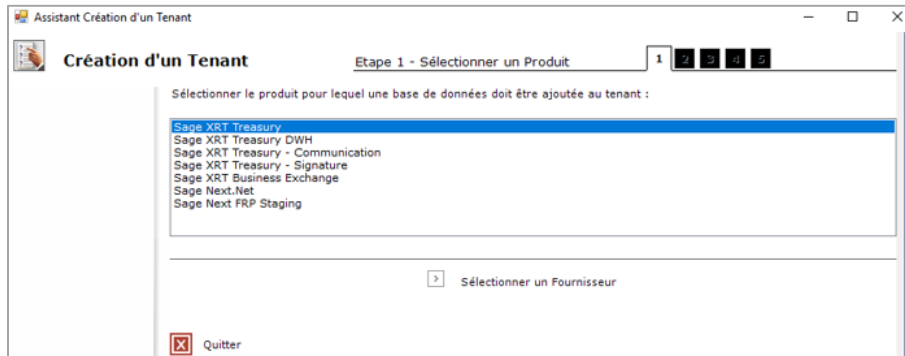 Assistant Création d'un Tenant
Création d'un Tenant
Etape 1 - Sélectionner un Produit
1 2 3 4 5
Sélectionner le produit pour lequel une base de données doit être ajoutée au tenant :
Sage XRT Treasury
Sage XRT Treasury DWH
Sage XRT Treasury - Communication
Sage XRT Treasury - Signature
Sage XRT Business Exchange
Sage Next.Net
Sage Next FRP Staging
Sélectionner un Fournisseur
Quitter